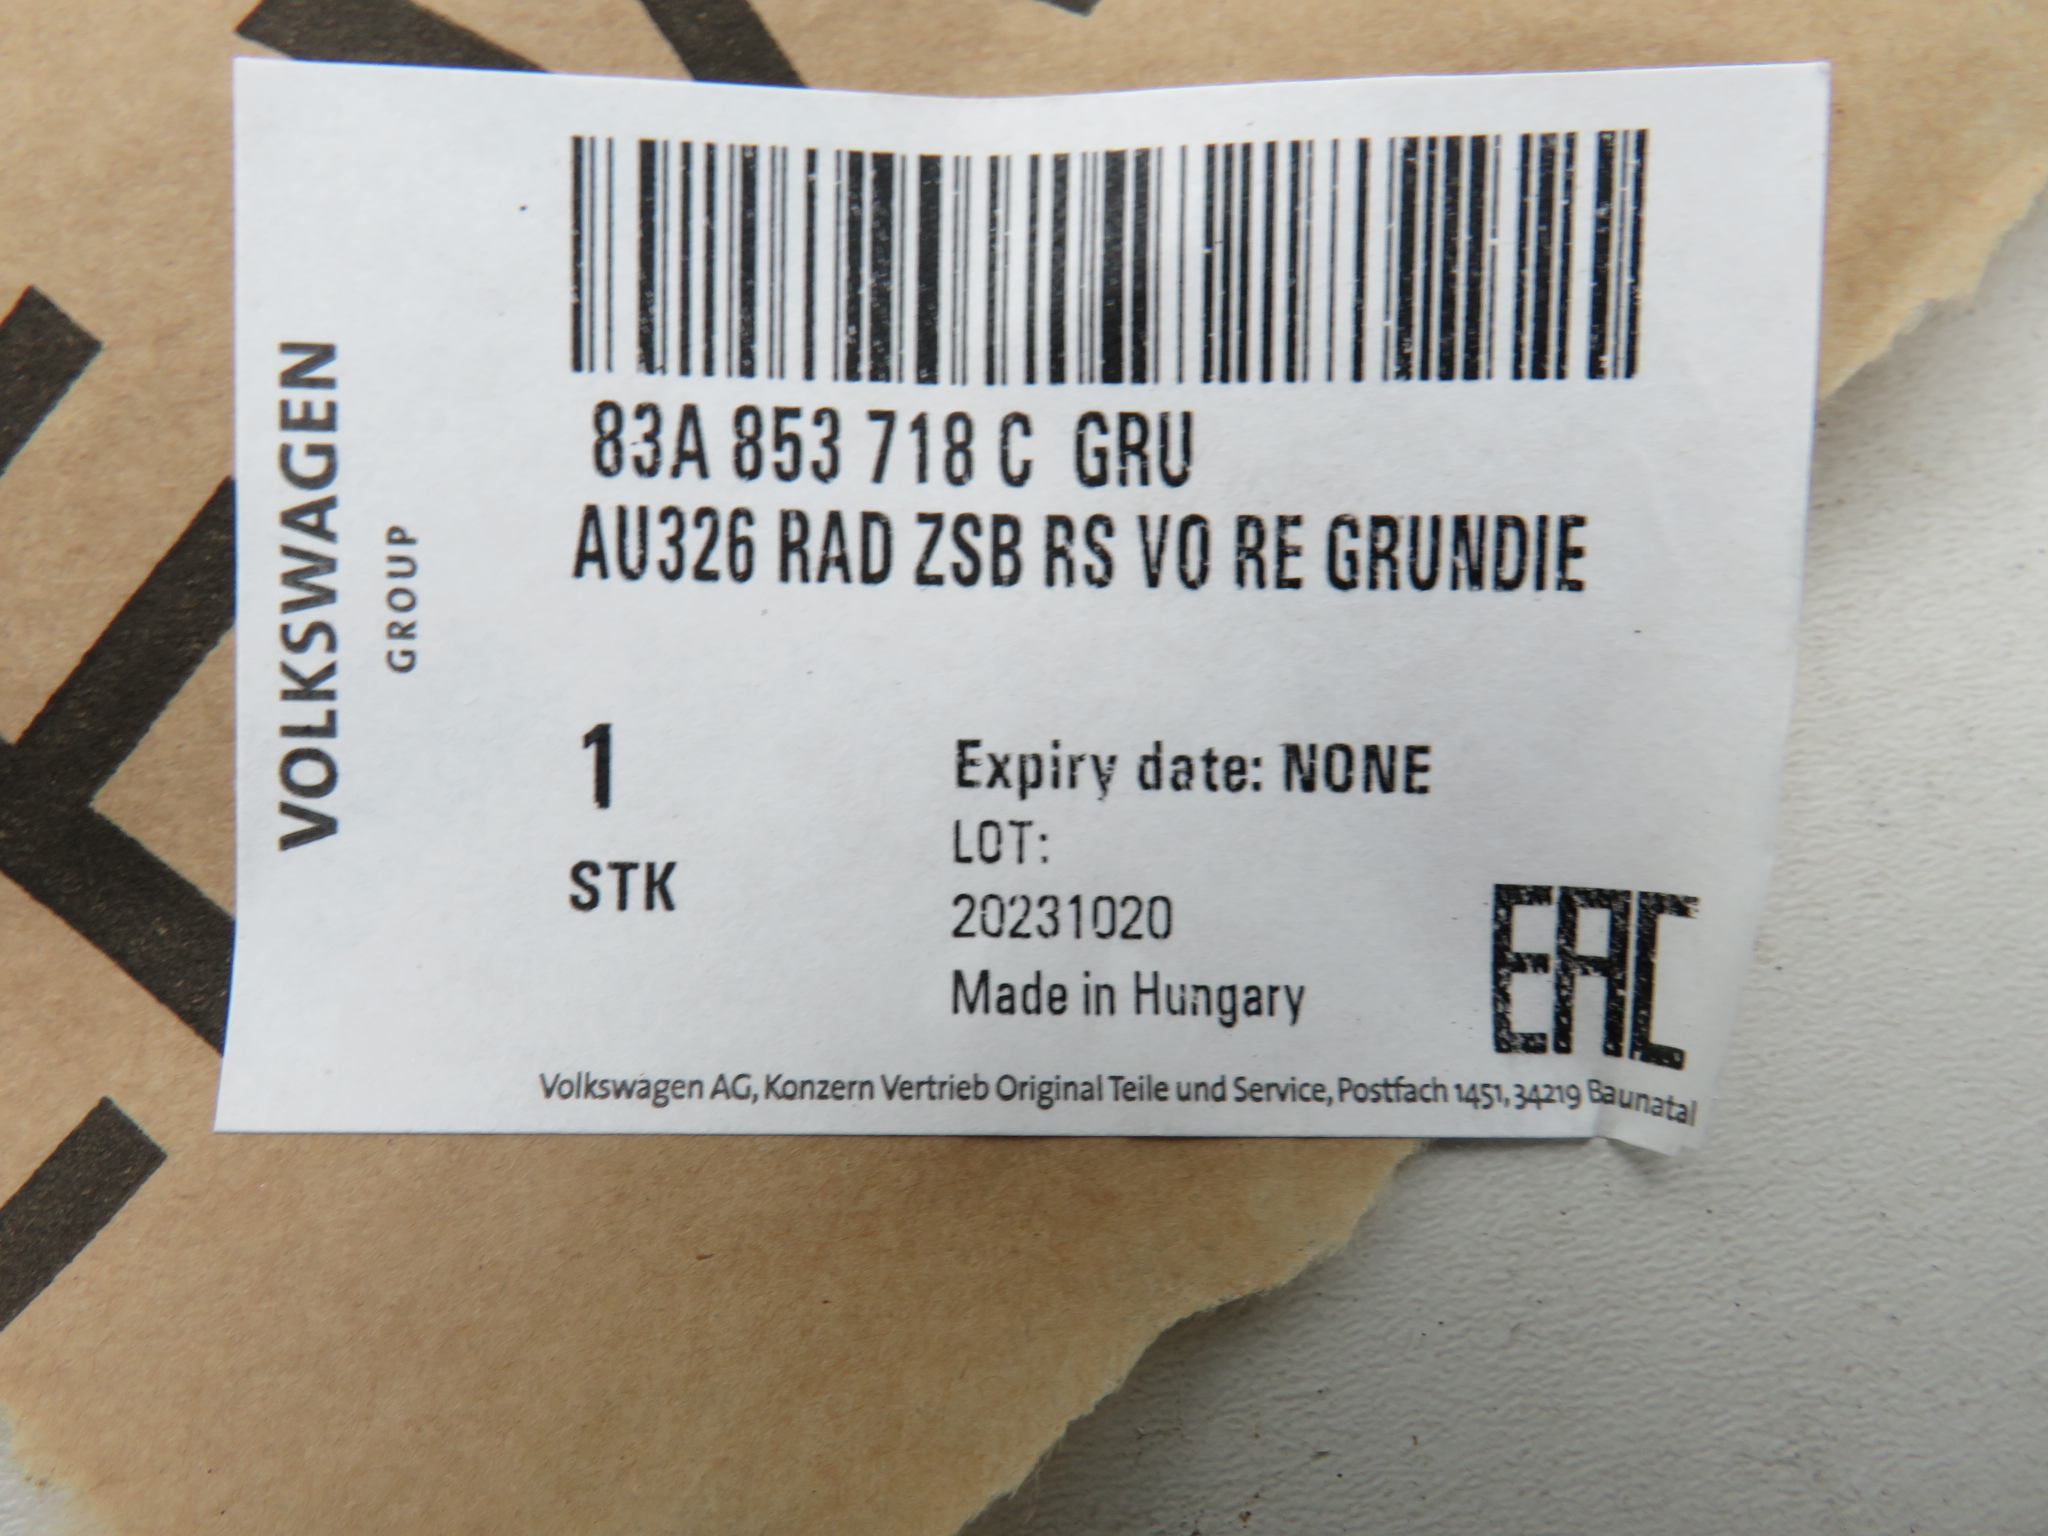 VOLKSWAGEN
GROUP
83A 853 718 C GRU
AU326 RAD ZSB RS VO RE GRUNDIE
1
STK
Expiry date: NONE
LOT:
20231020
Made in Hungary
EAC
Volkswagen AG, Konzern Vertrieb Original Teile und Service, Postfach 1451, 34219 Baunatal